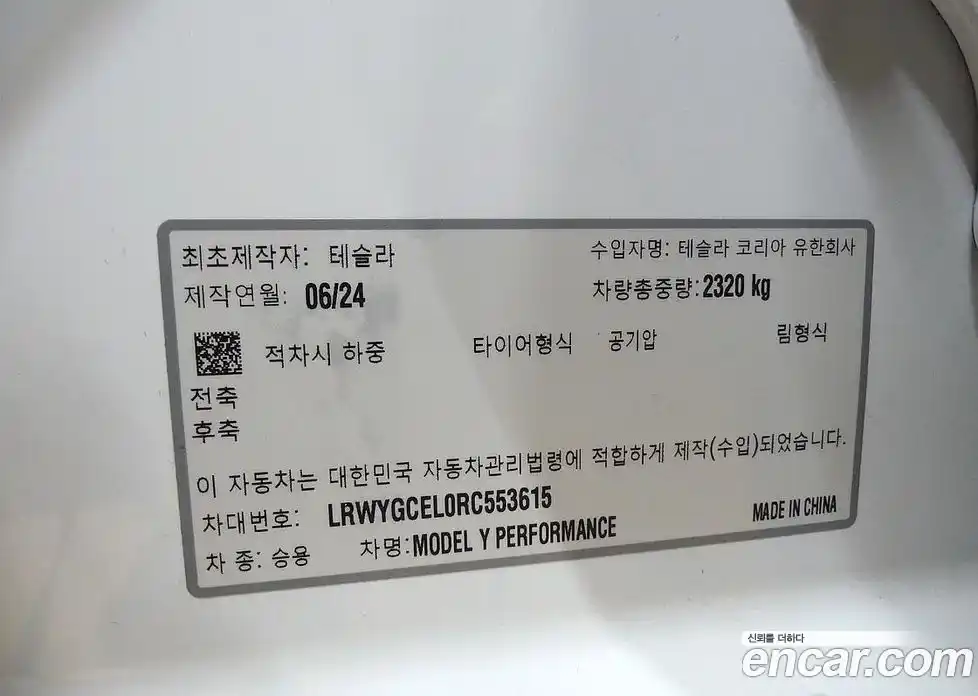 최초제작자: 테슬라 수입자명: 테슬라 코리아 유한회사
제작연월: 06/24 차량총중량:2320 kg
적차시 하중 타이어형식 공기압 림형식
전축
후축
이 자동차는 대한민국 자동차관리법령에 적합하게 제작(수입)되었습니다.
차대번호: LRWYGCEL0RC553615
차 종: 승용 차명:MODEL Y PERFORMANCE MADE IN CHINA
신뢰를 더하다
encar.com